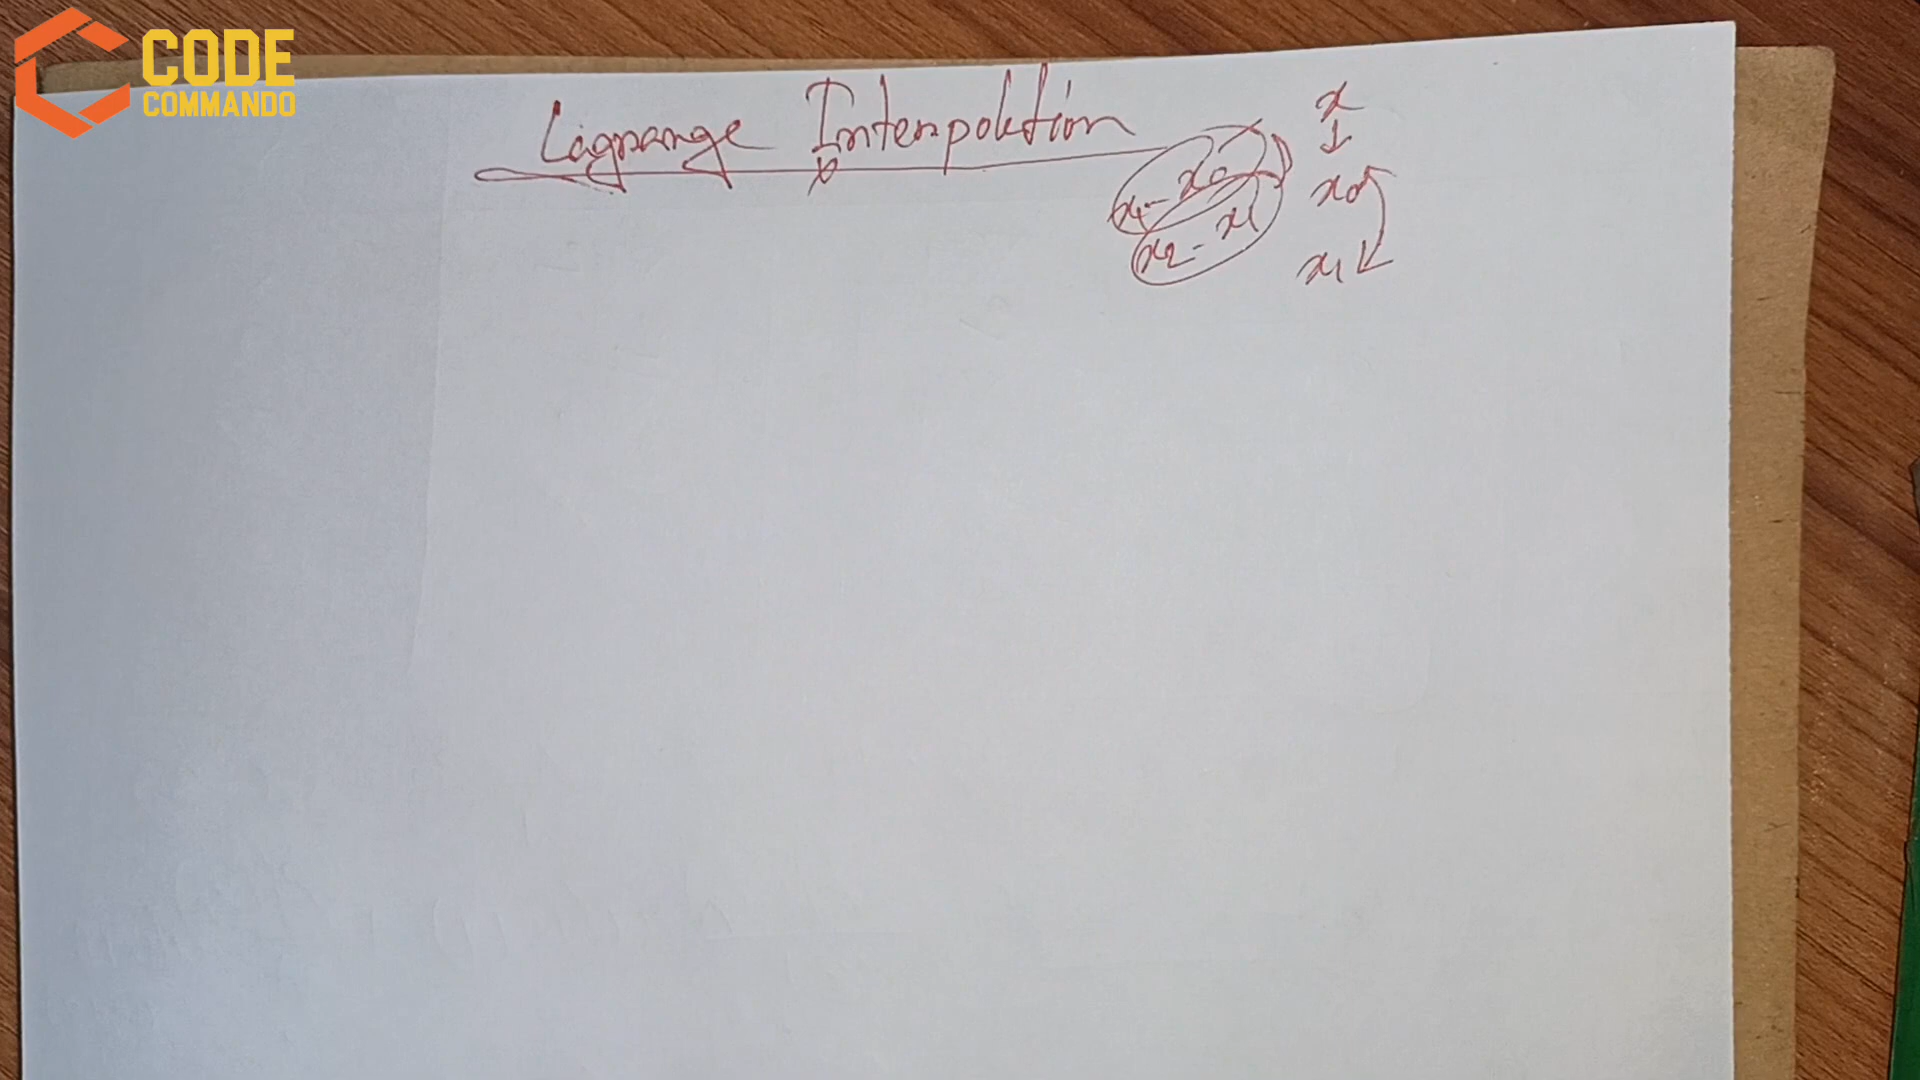 CODE
COMMANDO
Lagrange Interpolation
x
x1 - x0
x0
x2 - x1
x1